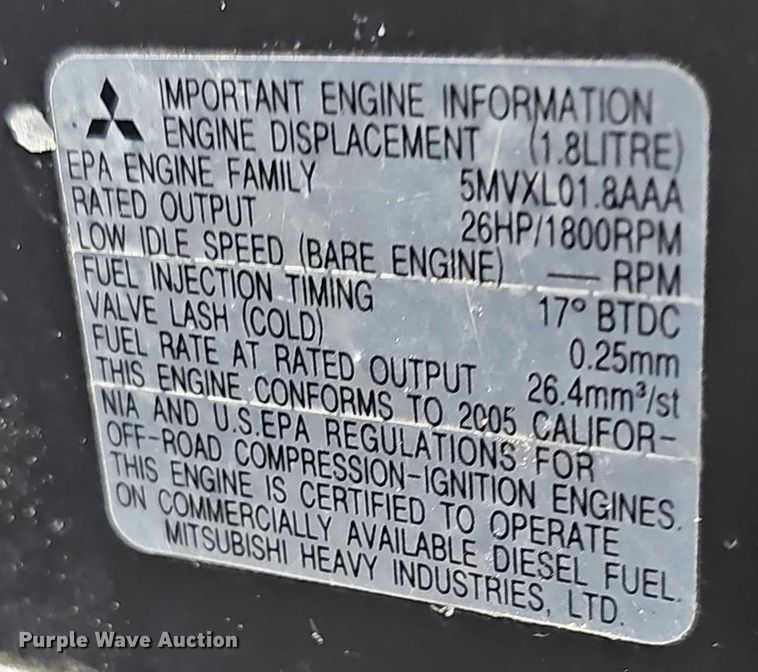 IMPORTANT ENGINE INFORMATION
ENGINE DISPLACEMENT (1.8LITRE)
EPA ENGINE FAMILY 5MVXL01.8AAA
RATED OUTPUT 26HP/1800RPM
LOW IDLE SPEED (BARE ENGINE) — RPM
FUEL INJECTION TIMING 17° BTDC
VALVE LASH (COLD) 0.25mm
FUEL RATE AT RATED OUTPUT 26.4mm³/st
THIS ENGINE CONFORMS TO 2005 CALIFOR-
NIA AND U.S.EPA REGULATIONS FOR
OFF-ROAD COMPRESSION-IGNITION ENGINES.
THIS ENGINE IS CERTIFIED TO OPERATE
ON COMMERCIALLY AVAILABLE DIESEL FUEL.
MITSUBISHI HEAVY INDUSTRIES, LTD.
Purple Wave Auction